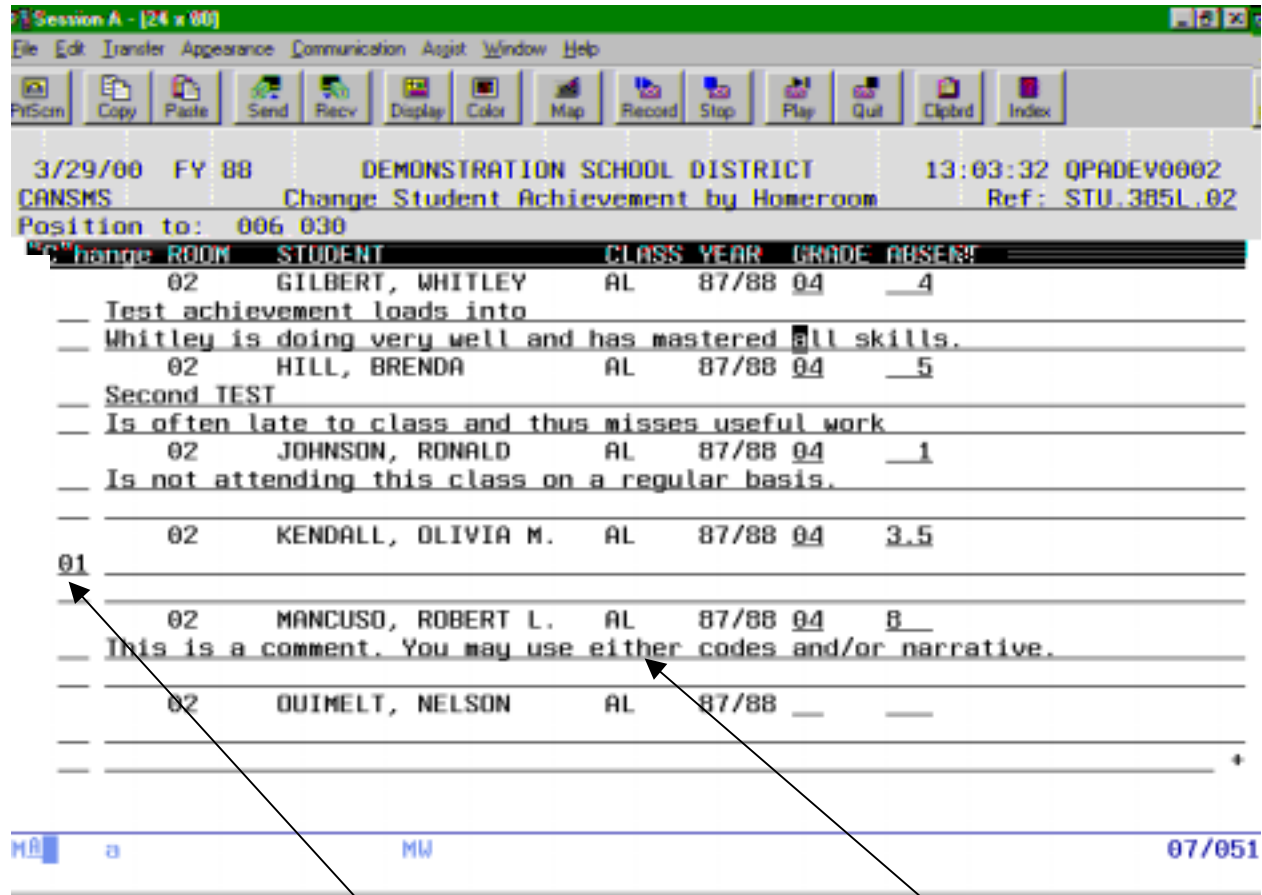 Session A - [24 x 80]
File Edit Transfer Appearance Communication Assist Window Help
PrtScrn Copy Paste Send Recv Display Color Map Record Stop Play Quit Clipbrd Index
3/29/00 FY 88 DEMONSTRATION SCHOOL DISTRICT 13:03:32 QPADEV0002
CANSMS Change Student Achievement by Homeroom Ref: STU.385L.02
Position to: 006 030
"C"hange ROOM STUDENT CLASS YEAR GRADE ABSENT
02 GILBERT, WHITLEY AL 87/88 04 4
Test achievement loads into
Whitley is doing very well and has mastered all skills.
02 HILL, BRENDA AL 87/88 04 5
Second TEST
Is often late to class and thus misses useful work
02 JOHNSON, RONALD AL 87/88 04 1
Is not attending this class on a regular basis.
02 KENDALL, OLIVIA M. AL 87/88 04 3.5
01
02 MANCUSO, ROBERT L. AL 87/88 04 8
This is a comment. You may use either codes and/or narrative.
02 OUIMELT, NELSON AL 87/88
+
MA a MW 07/051